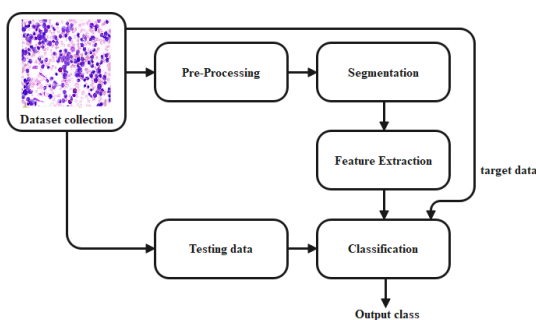 Pre-Processing
Segmentation
Dataset collection
Feature Extraction
target data
Testing data
Classification
Output class